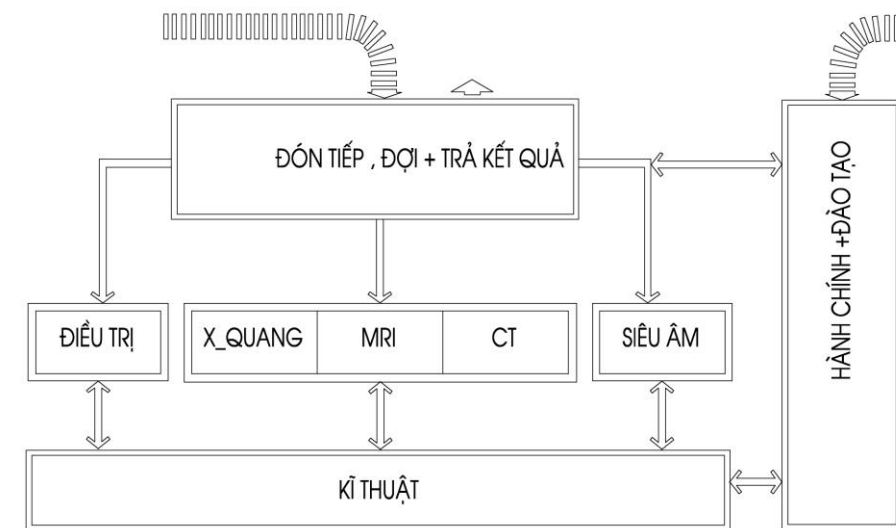 ĐÓN TIẾP , ĐỢI + TRẢ KẾT QUẢ
HÀNH CHÍNH +ĐÀO TẠO
ĐIỀU TRỊ
X_QUANG
MRI
CT
SIÊU ÂM
KĨ THUẬT